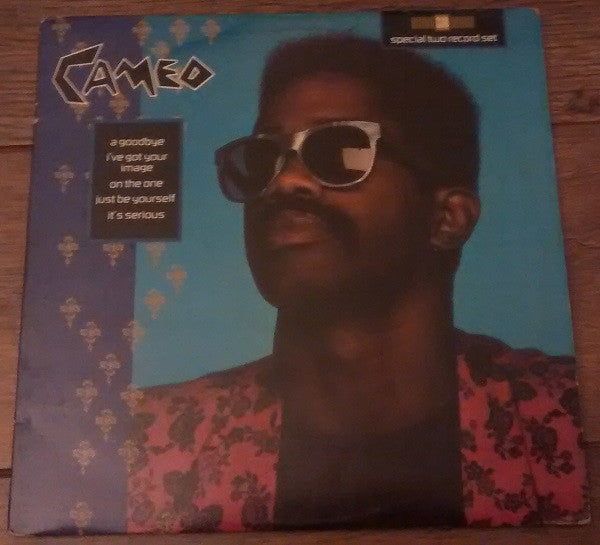 CAMEO
special two record set
a goodbye
i've got your
image
on the one
just be yourself
it's serious